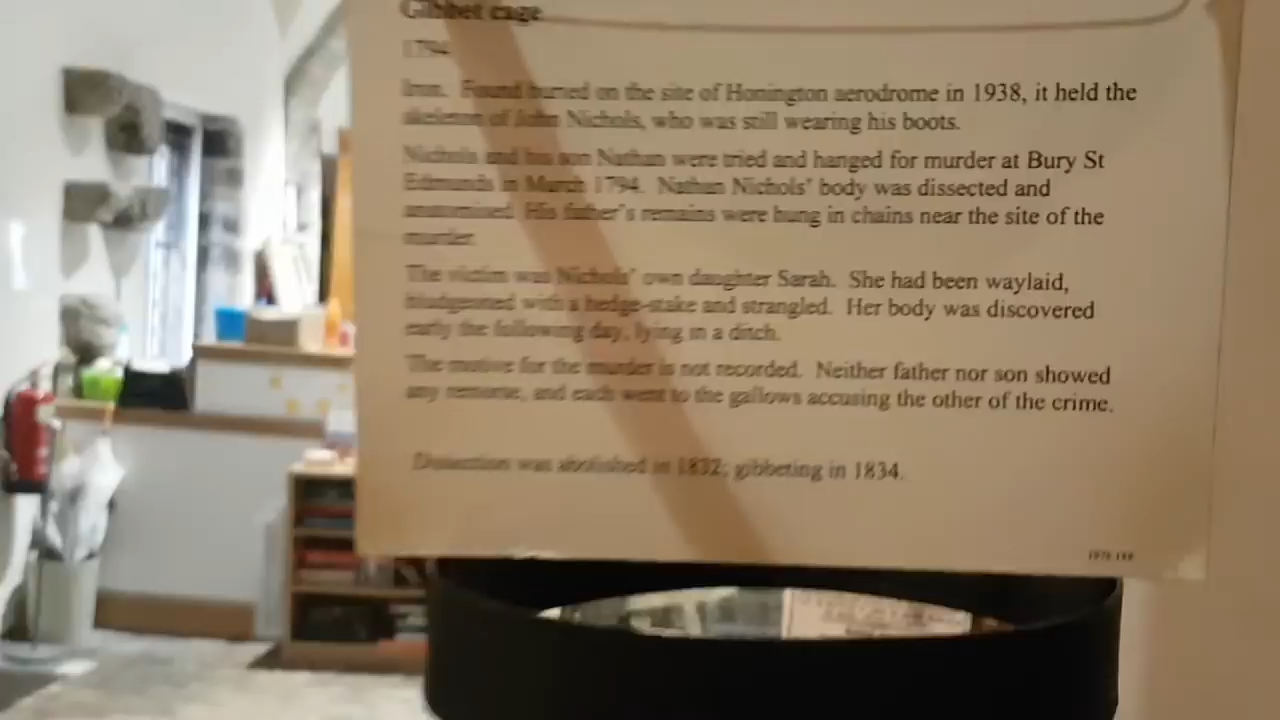 Gibbet cage
1794
Iron. Found buried on the site of Honington aerodrome in 1938, it held the
skeleton of John Nichols, who was still wearing his boots.
Nichols and his son Nathan were tried and hanged for murder at Bury St
Edmunds in March 1794. Nathan Nichols' body was dissected and
anatomised. His father's remains were hung in chains near the site of the
murder.
The victim was Nichols' own daughter Sarah. She had been waylaid,
bludgeoned with a hedge-stake and strangled. Her body was discovered
early the following day, lying in a ditch.
The motive for the murder is not recorded. Neither father nor son showed
any remorse, and each went to the gallows accusing the other of the crime.
Dissection was abolished in 1832; gibbeting in 1834.